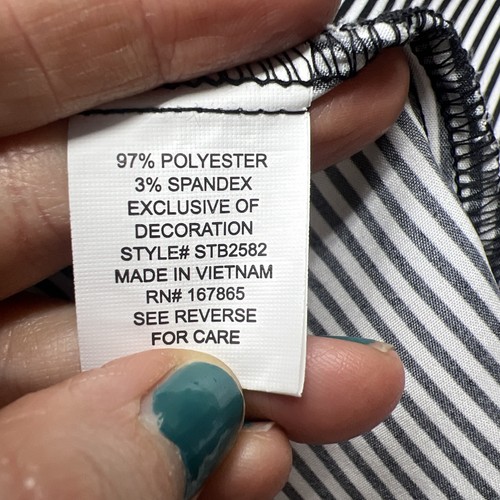 97% POLYESTER
3% SPANDEX
EXCLUSIVE OF
DECORATION
STYLE# STB2582
MADE IN VIETNAM
RN# 167865
SEE REVERSE
FOR CARE